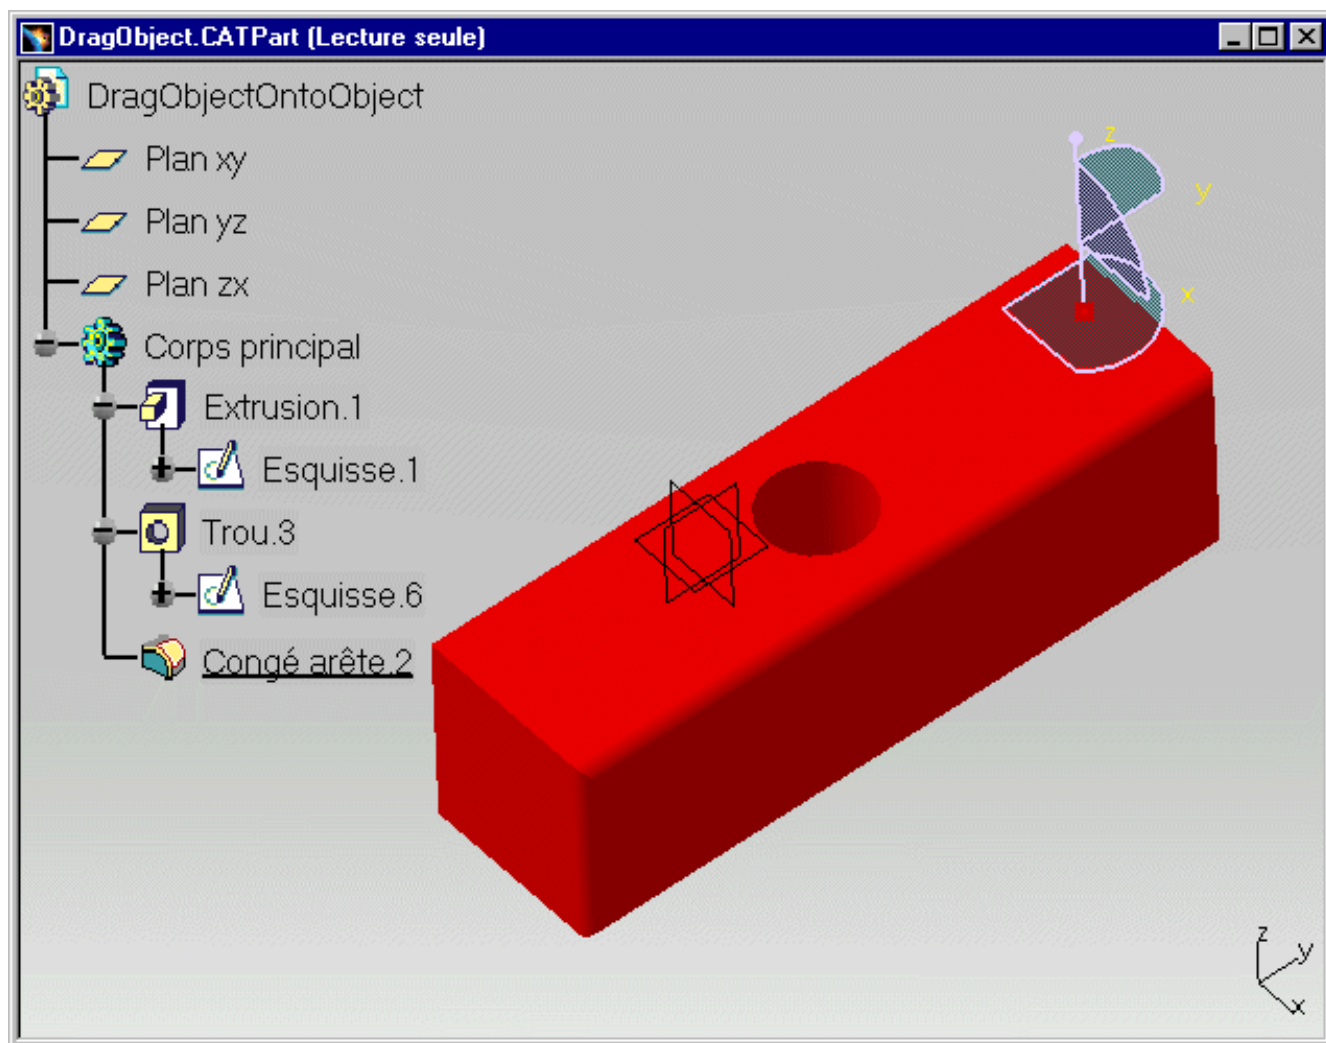 DragObject.CATPart (Lecture seule)
DragObjectOntoObject
Plan xy
Plan yz
Plan zx
Corps principal
Extrusion.1
Esquisse.1
Trou.3
Esquisse.6
Congé arête.2
z
y
x
z
y
x